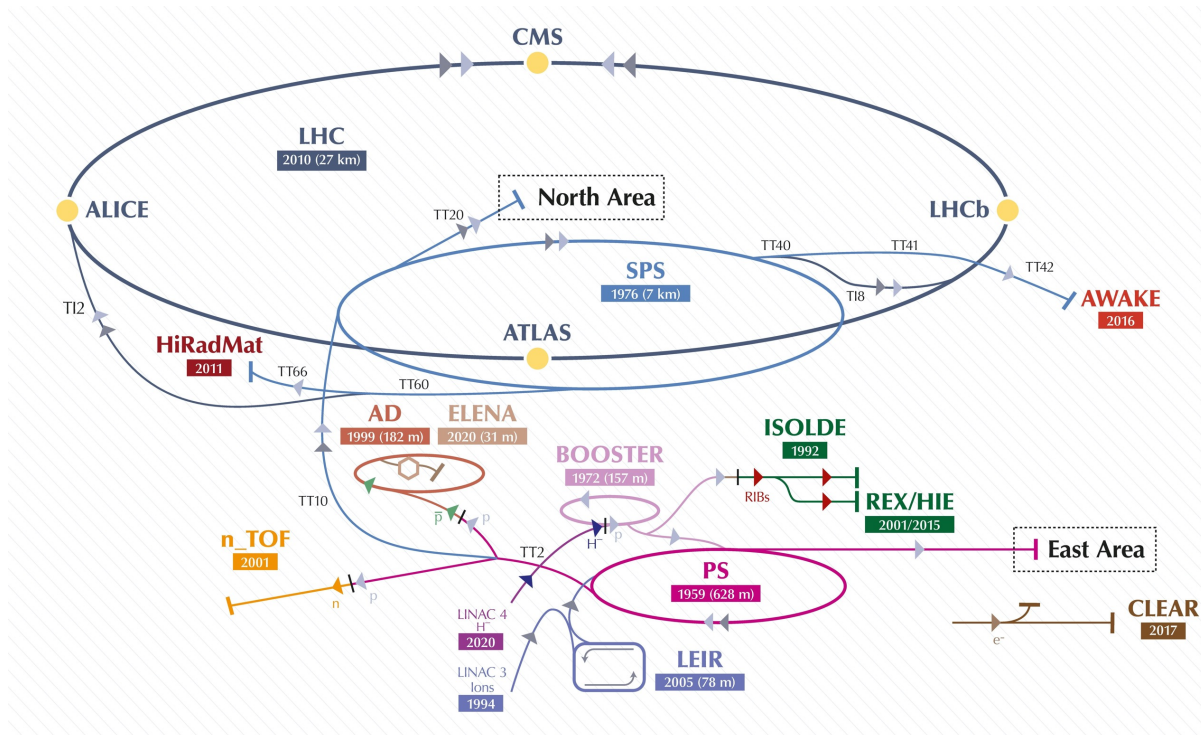 CMS
LHC
2010 (27 km)
North Area
ALICE
TT20
LHCb
TT40
TT41
SPS
TT42
1976 (7 km)
TI8
AWAKE
TI2
2016
ATLAS
HiRadMat
2011
TT66
TT60
AD
ELENA
1999 (182 m)
2020 (31 m)
ISOLDE
1992
BOOSTER
1972 (157 m)
RIBs
REX/HIE
2001/2015
TT10
p̅
p
H⁻
p
n_TOF
2001
TT2
East Area
PS
1959 (628 m)
n
p
LINAC 4
H⁻
2020
CLEAR
2017
e⁻
LEIR
2005 (78 m)
LINAC 3
Ions
1994